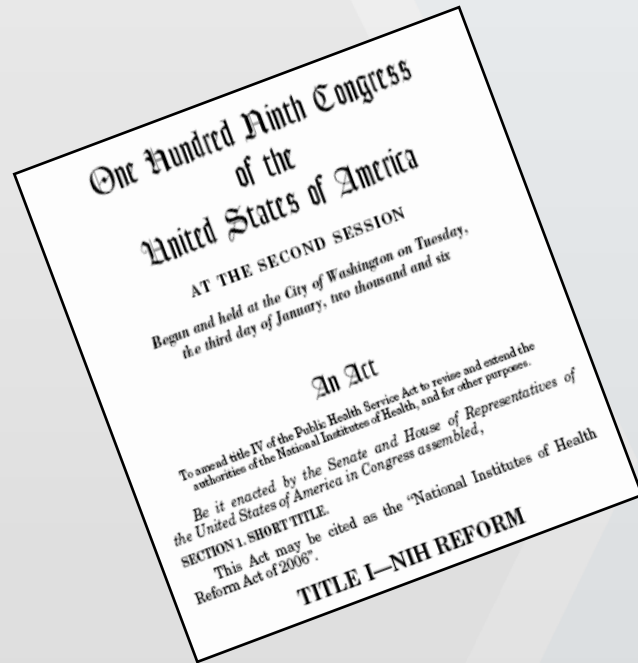 One Hundred Ninth Congress
of the
United States of America
AT THE SECOND SESSION
Begun and held at the City of Washington on Tuesday,
the third day of January, two thousand and six
An Act
To amend title IV of the Public Health Service Act to revise and extend the
authorities of the National Institutes of Health, and for other purposes.
Be it enacted by the Senate and House of Representatives of
the United States of America in Congress assembled,
SECTION 1. SHORT TITLE.
This Act may be cited as the “National Institutes of Health
Reform Act of 2006”.
TITLE I—NIH REFORM